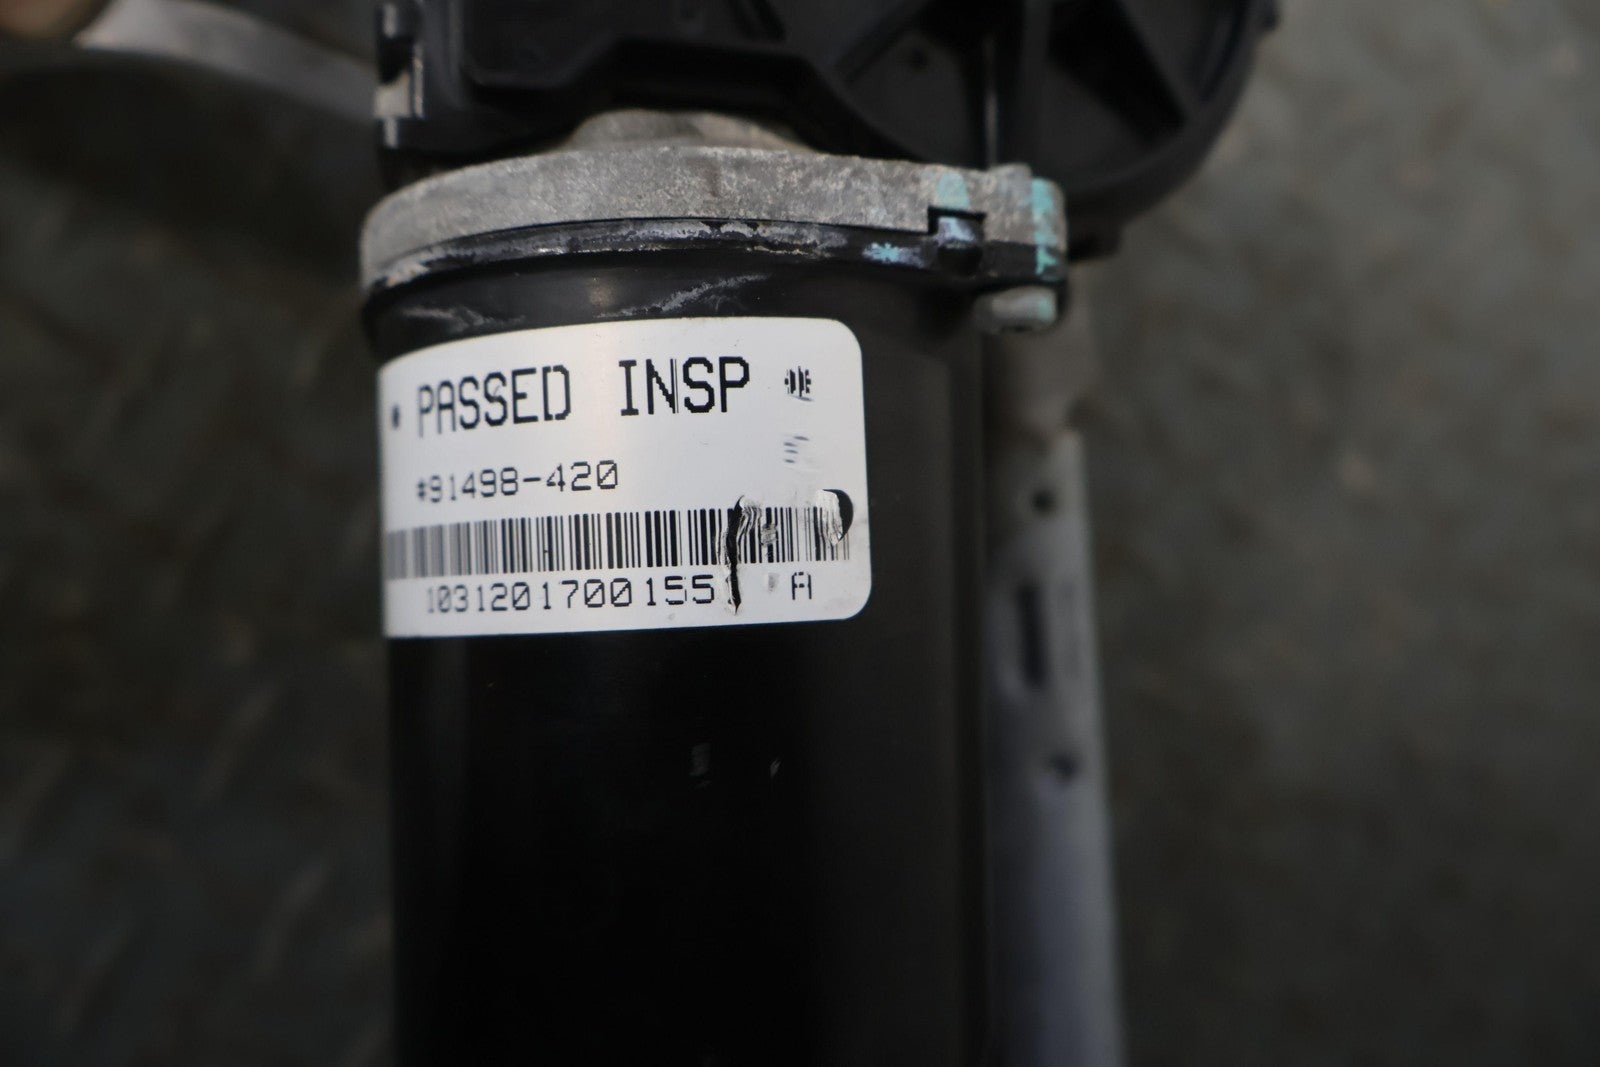 * PASSED INSP *
#91498-420
1031201700155 A